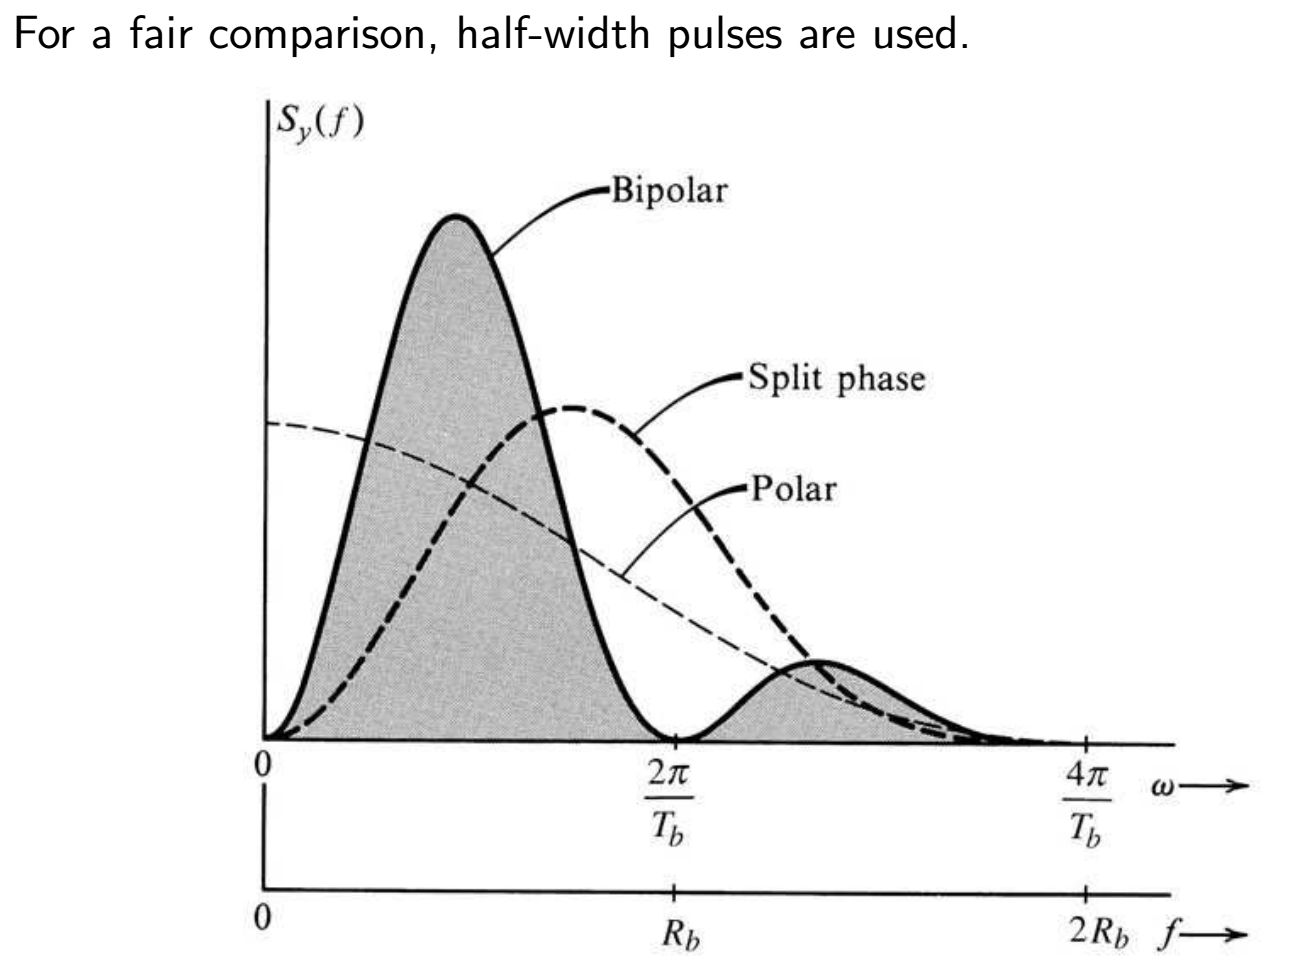 For a fair comparison, half-width pulses are used.
S_y(f)
Bipolar
Split phase
Polar
0
2π/T_b
4π/T_b
ω
0
R_b
2R_b
f